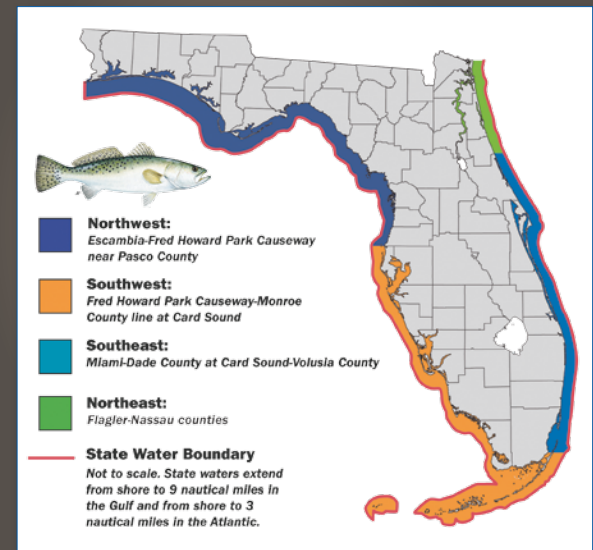 Northwest:
Escambia-Fred Howard Park Causeway
near Pasco County
Southwest:
Fred Howard Park Causeway-Monroe
County line at Card Sound
Southeast:
Miami-Dade County at Card Sound-Volusia County
Northeast:
Flagler-Nassau counties
State Water Boundary
Not to scale. State waters extend
from shore to 9 nautical miles in
the Gulf and from shore to 3
nautical miles in the Atlantic.